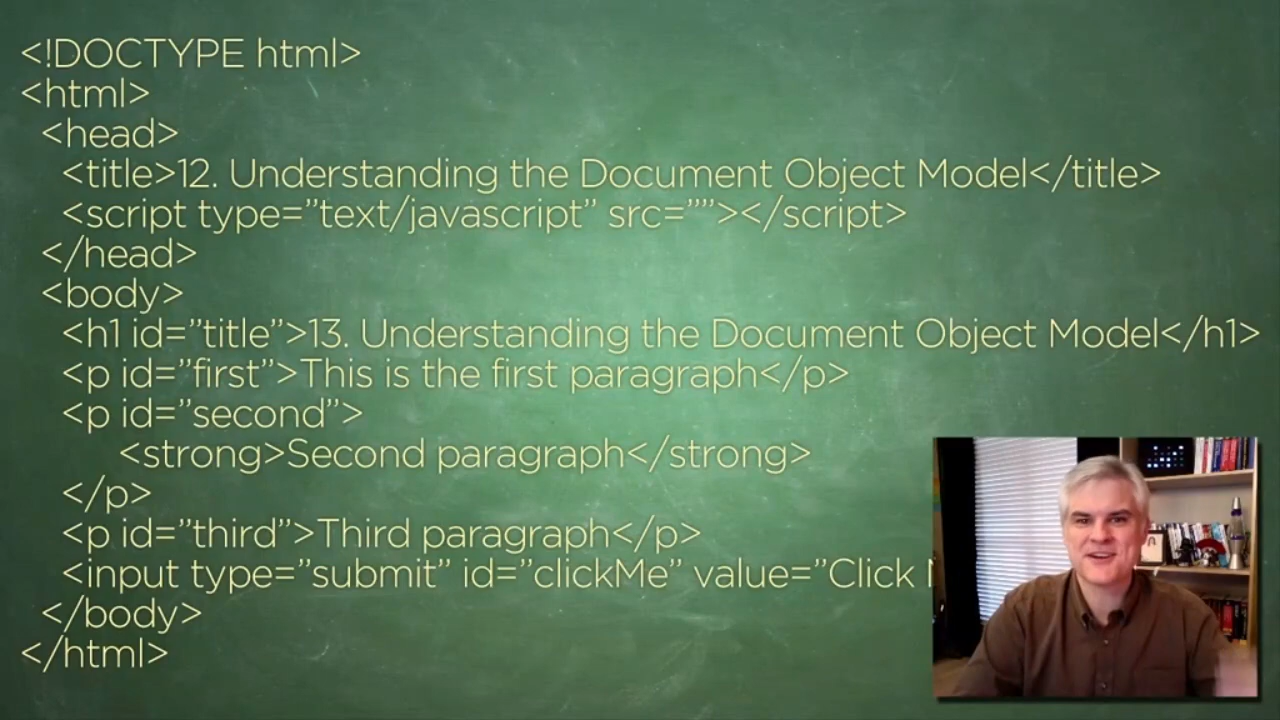 <!DOCTYPE html>
<html>
<head>
<title>12. Understanding the Document Object Model</title>
<script type=”text/javascript” src=””></script>
</head>
<body>
<h1 id=”title”>13. Understanding the Document Object Model</h1>
<p id=”first”>This is the first paragraph</p>
<p id=”second”>
<strong>Second paragraph</strong>
</p>
<p id=”third”>Third paragraph</p>
<input type=”submit” id=”clickMe” value=”Click
</body>
</html>